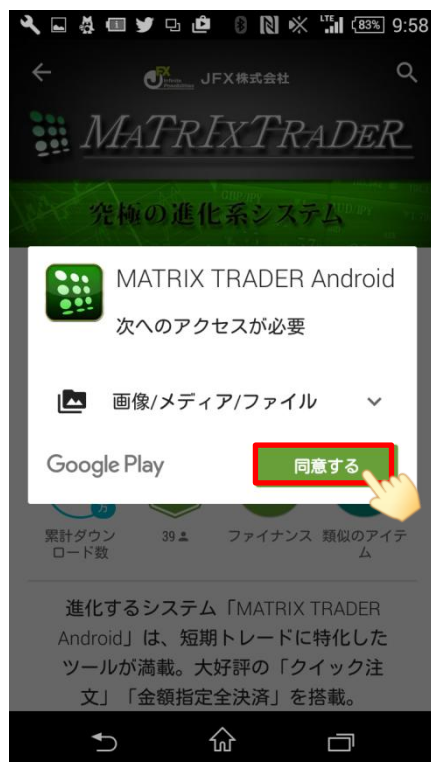 LTE 83% 9:58
JFX
JFX株式会社
MATRIXTRADER
究極の進化系システム
MATRIX TRADER Android
次へのアクセスが必要
画像/メディア/ファイル
Google Play
同意する
万
累計ダウン
ロード数
39
ファイナンス
類似のアイテ
ム
進化するシステム「MATRIX TRADER
Android」は、短期トレードに特化した
ツールが満載。大好評の「クイック注
文」「金額指定全決済」を搭載。